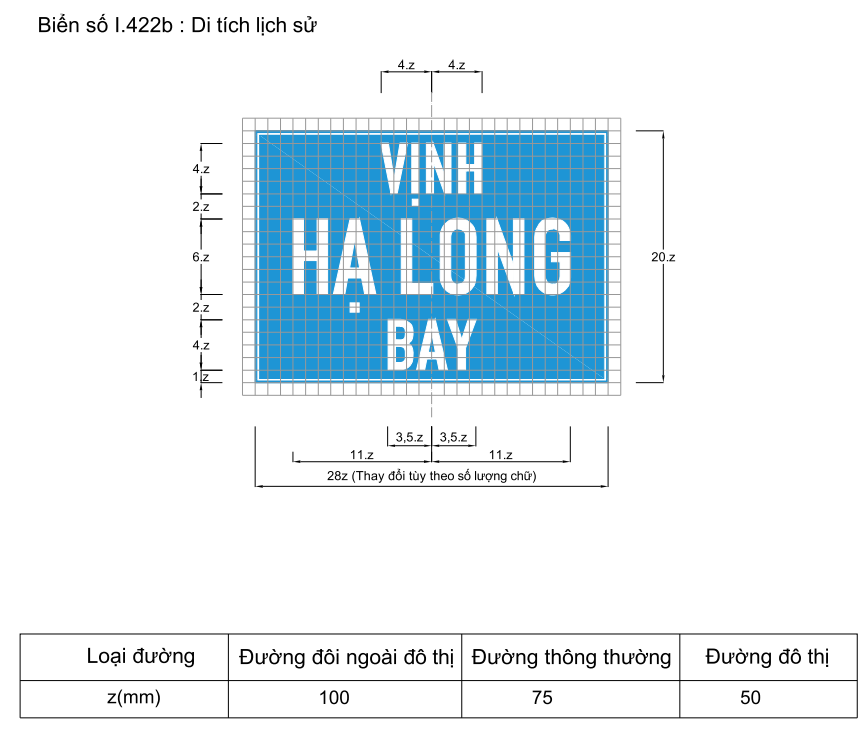 Biển số I.422b : Di tích lịch sử
4.z 4.z
VỊNH
HẠ LONG
BAY
4.z
2.z
6.z
2.z
4.z
1.z
20.z
3,5.z 3,5.z
11.z 11.z
28z (Thay đổi tùy theo số lượng chữ)
Loại đường Đường đôi ngoài đô thị Đường thông thường Đường đô thị
z(mm) 100 75 50